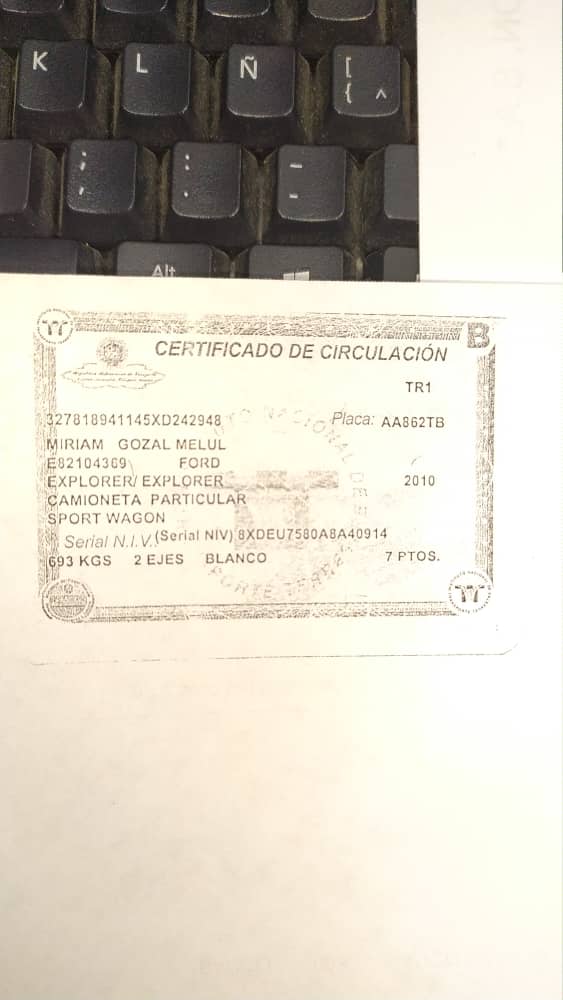 K L Ñ [
{ ^
; :
, . -
_
Alt
B
CERTIFICADO DE CIRCULACIÓN
TR1
327818941145XD242948 Placa: AA862TB
MIRIAM GOZAL MELUL
E82104369 FORD
EXPLORER/ EXPLORER 2010
CAMIONETA PARTICULAR
SPORT WAGON
Serial N.I.V. (Serial NIV) 8XDEU7580A8A40914
693 KGS 2 EJES BLANCO 7 PTOS.